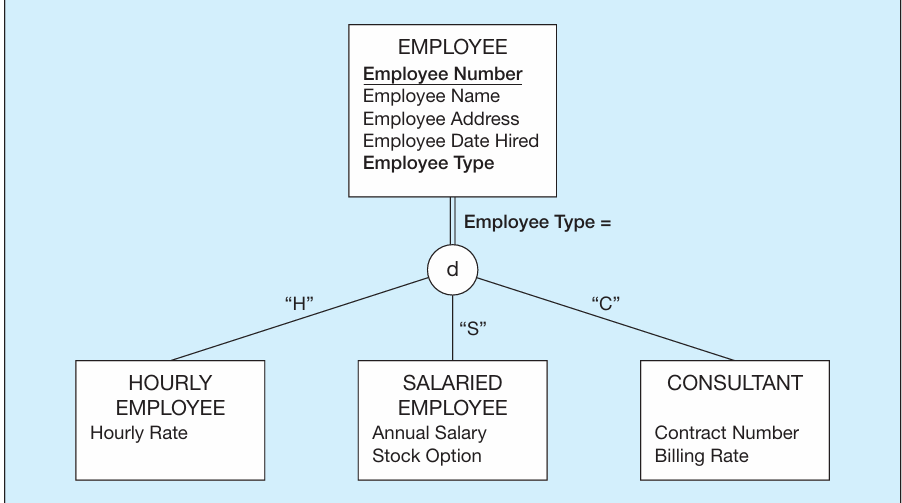 EMPLOYEE
Employee Number
Employee Name
Employee Address
Employee Date Hired
Employee Type
Employee Type =
d
“H”
“S”
“C”
HOURLY
EMPLOYEE
Hourly Rate
SALARIED
EMPLOYEE
Annual Salary
Stock Option
CONSULTANT
Contract Number
Billing Rate